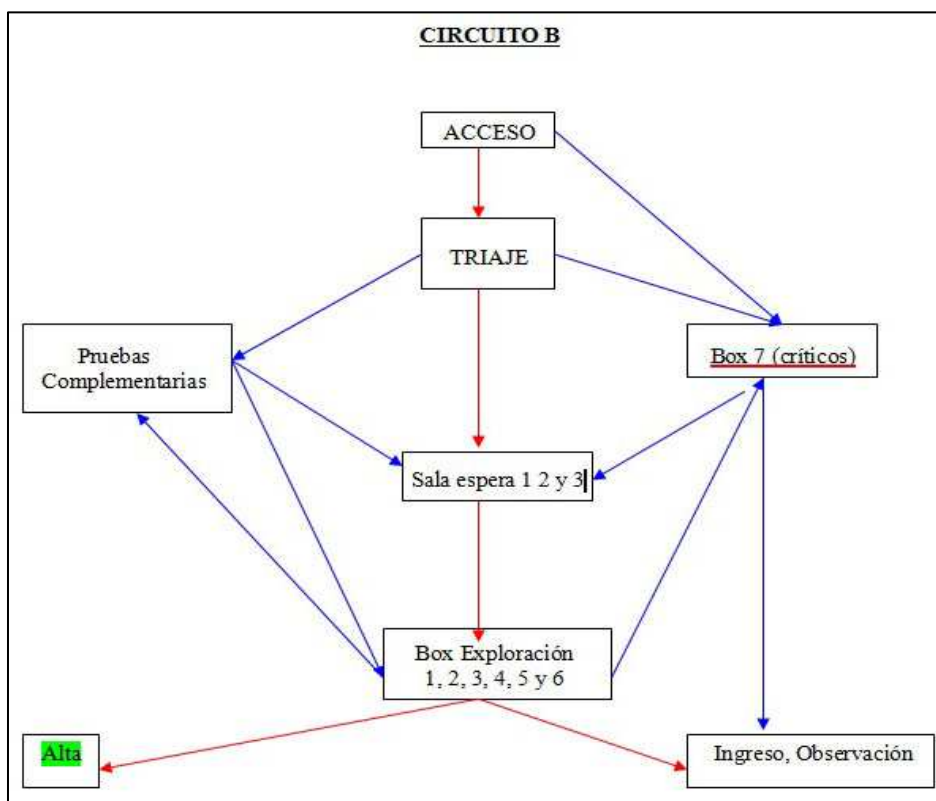 CIRCUITO B
ACCESO
TRIAJE
Pruebas
Complementarias
Box 7 (críticos)
Sala espera 1 2 y 3
Box Exploración
1, 2, 3, 4, 5 y 6
Alta
Ingreso, Observación